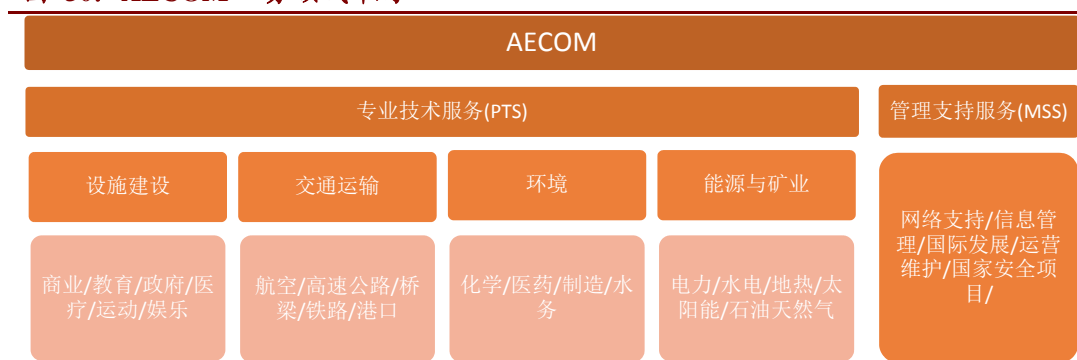 AECOM
专业技术服务(PTS)
管理支持服务(MSS)
设施建设
交通运输
环境
能源与矿业
商业/教育/政府/医
疗/运动/娱乐
航空/高速公路/桥
梁/铁路/港口
化学/医药/制造/水
务
电力/水电/地热/太
阳能/石油天然气
网络支持/信息管
理/国际发展/运营
维护/国家安全项
目/